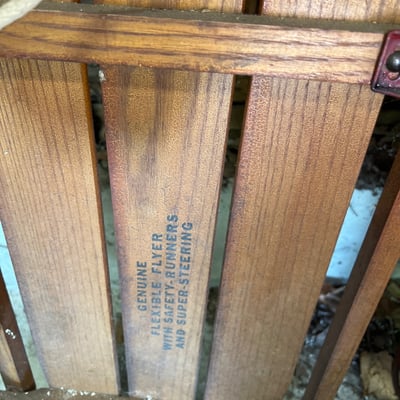 GENUINE
FLEXIBLE FLYER
WITH SAFETY-RUNNERS
AND SUPER-STEERING